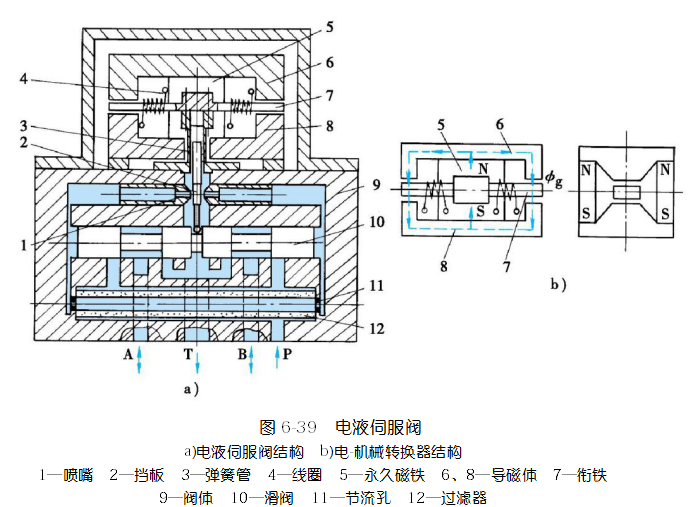 5
6
4
7
3
8
2
9
1
10
11
12
A T B P
a)
5 6
N
S
ϕg
8 7
N N
S S
b)
图 6-39 电液伺服阀
a)电液伺服阀结构 b)电-机械转换器结构
1—喷嘴 2—挡板 3—弹簧管 4—线圈 5—永久磁铁 6、8—导磁体 7—衔铁
9—阀体 10—滑阀 11—节流孔 12—过滤器